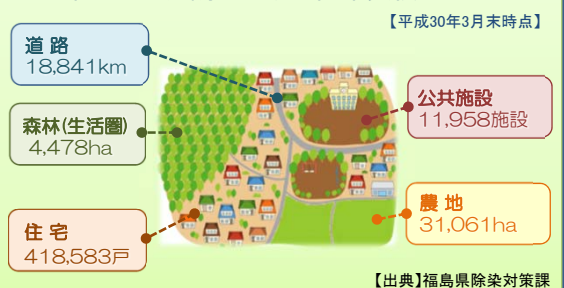 【平成30年3月末時点】
道 路
18,841km
公共施設
11,958施設
森林(生活圏)
4,478ha
農 地
31,061ha
住 宅
418,583戸
【出典】福島県除染対策課